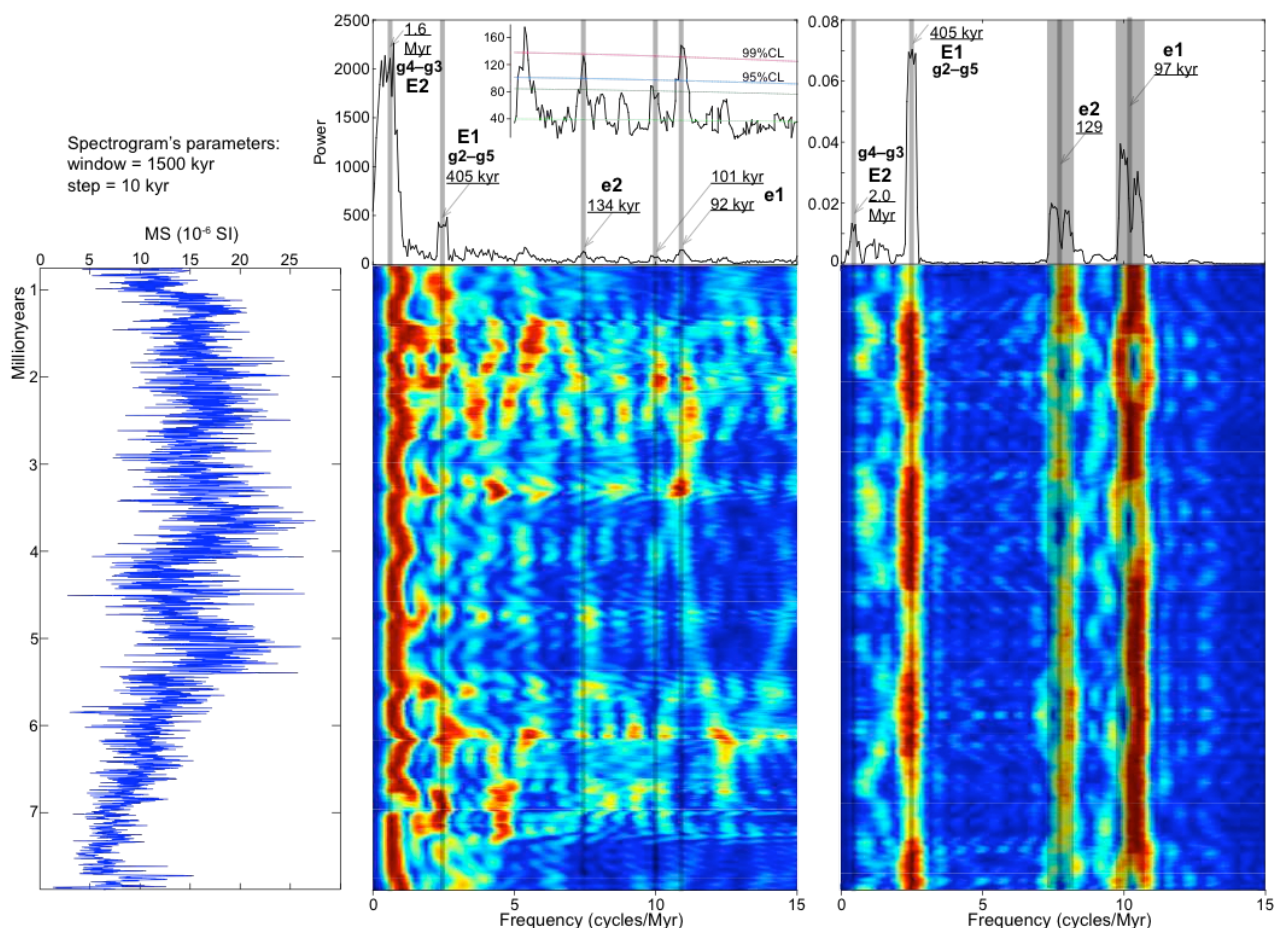 Spectrogram's parameters:
window = 1500 kyr
step = 10 kyr
MS (10⁻⁶ SI)
0 5 10 15 20 25
Millionyears
1
2
3
4
5
6
7
Power
2500
2000
1500
1000
500
0
1.6
Myr
g4–g3
E2
E1
g2–g5
405 kyr
160
120
80
40
99%CL
95%CL
e2
134 kyr
101 kyr
92 kyr
e1
0 5 10 15
Frequency (cycles/Myr)
0.08
0.06
0.04
0.02
0
405 kyr
E1
g2–g5
e1
97 kyr
e2
129
g4–g3
E2
2.0
Myr
0 5 10 15
Frequency (cycles/Myr)